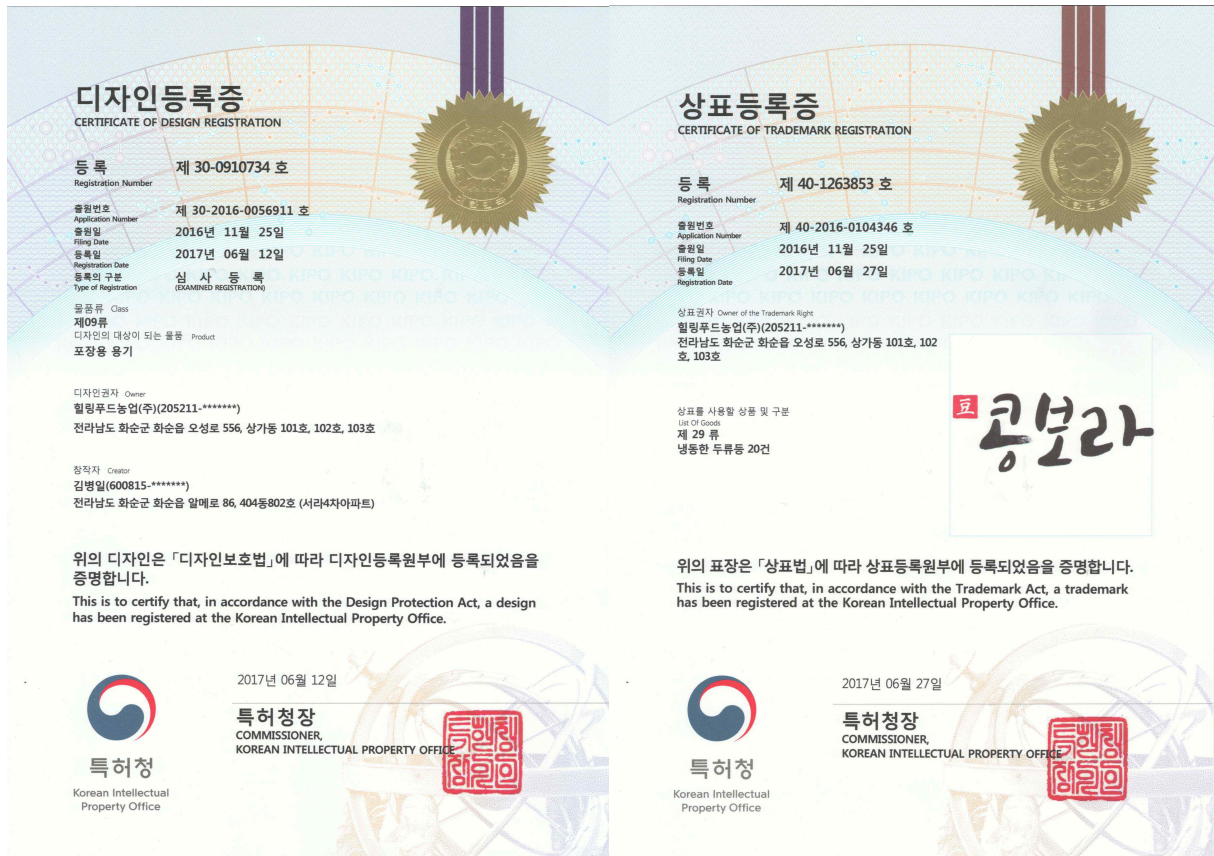 디자인등록증
CERTIFICATE OF DESIGN REGISTRATION
등 록 제 30-0910734 호
Registration Number
출원번호 제 30-2016-0056911 호
Application Number
출원일 2016년 11월 25일
Filing Date
등록일 2017년 06월 12일
Registration Date
등록의 구분 심 사 등 록
Type of Registration (EXAMINED REGISTRATION)
물품류 Class
제09류
디자인의 대상이 되는 물품 Product
포장용 용기
디자인권자 Owner
힐링푸드농업(주)(205211-*******)
전라남도 화순군 화순읍 오성로 556, 상가동 101호, 102호, 103호
창작자 Creator
김병일(600815-*******)
전라남도 화순군 화순읍 알메로 86, 404동802호 (서라4차아파트)
위의 디자인은 「디자인보호법」에 따라 디자인등록원부에 등록되었음을
증명합니다.
This is to certify that, in accordance with the Design Protection Act, a design
has been registered at the Korean Intellectual Property Office.
2017년 06월 12일
특허청장
COMMISSIONER,
KOREAN INTELLECTUAL PROPERTY OFFICE
특허청
Korean Intellectual
Property Office
상표등록증
CERTIFICATE OF TRADEMARK REGISTRATION
등 록 제 40-1263853 호
Registration Number
출원번호 제 40-2016-0104346 호
Application Number
출원일 2016년 11월 25일
Filing Date
등록일 2017년 06월 27일
Registration Date
상표권자 Owner of the Trademark Right
힐링푸드농업(주)(205211-*******)
전라남도 화순군 화순읍 오성로 556, 상가동 101호, 102
호, 103호
상표를 사용할 상품 및 구분
List Of Goods
제 29 류
냉동한 두류등 20건
豆 콩보라
위의 표장은 「상표법」에 따라 상표등록원부에 등록되었음을 증명합니다.
This is to certify that, in accordance with the Trademark Act, a trademark
has been registered at the Korean Intellectual Property Office.
2017년 06월 27일
특허청장
COMMISSIONER,
KOREAN INTELLECTUAL PROPERTY OFFICE
특허청
Korean Intellectual
Property Office